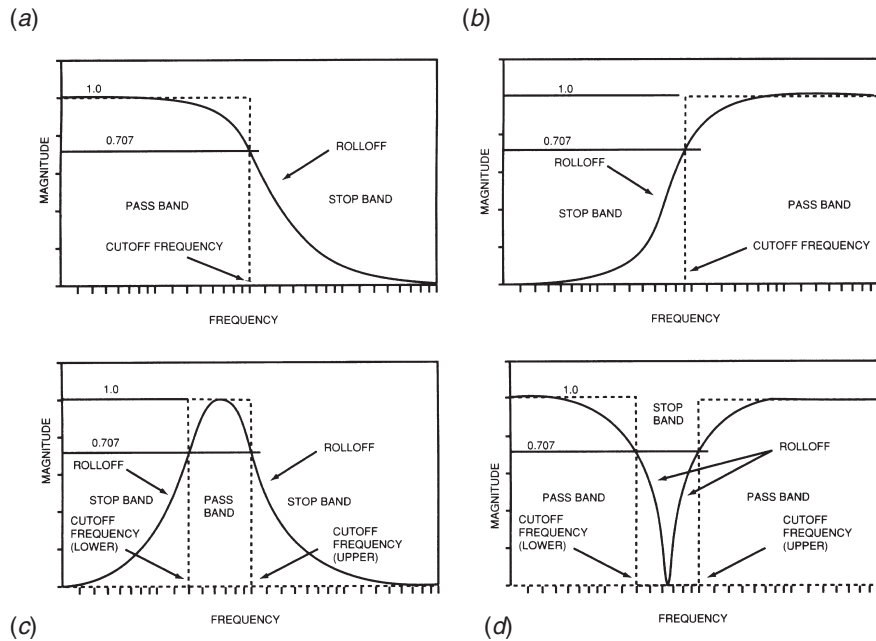 (a)
1.0
0.707
MAGNITUDE
ROLLOFF
PASS BAND
STOP BAND
CUTOFF FREQUENCY
FREQUENCY
(b)
1.0
0.707
MAGNITUDE
ROLLOFF
STOP BAND
PASS BAND
CUTOFF FREQUENCY
FREQUENCY
1.0
0.707
MAGNITUDE
ROLLOFF
ROLLOFF
STOP BAND
PASS
BAND
STOP BAND
CUTOFF
FREQUENCY
(LOWER)
CUTOFF
FREQUENCY
(UPPER)
FREQUENCY
(c)
1.0
STOP
BAND
0.707
MAGNITUDE
ROLLOFF
PASS BAND
PASS BAND
CUTOFF
FREQUENCY
(LOWER)
CUTOFF
FREQUENCY
(UPPER)
FREQUENCY
(d)